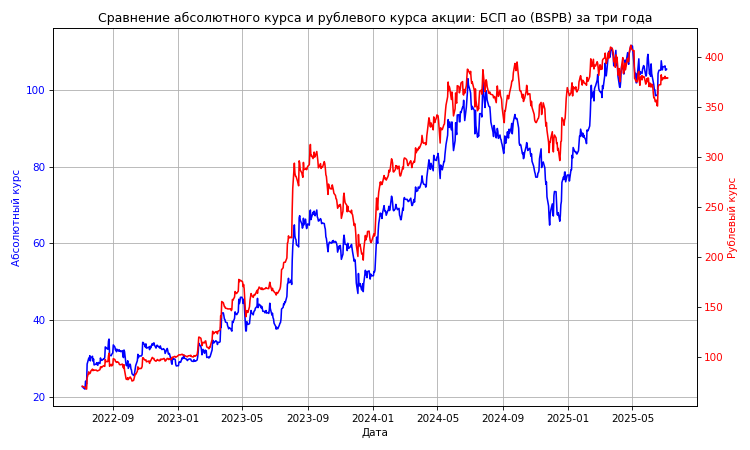 Сравнение абсолютного курса и рублевого курса акции: БСП ао (BSPB) за три года
Абсолютный курс
100
80
60
40
20
400
350
300
250
200
150
100
Рублевый курс
2022-09 2023-01 2023-05 2023-09 2024-01 2024-05 2024-09 2025-01 2025-05
Дата